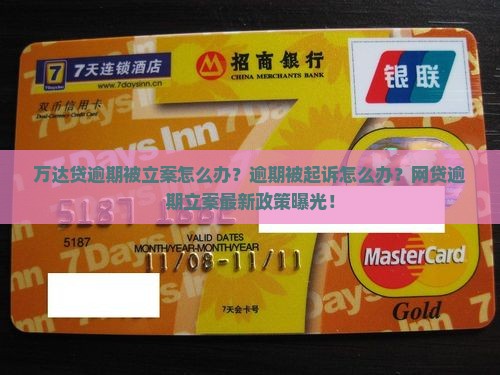 7天连锁酒店
www.7daysinn.cn
招商银行
CHINA MERCHANTS BANK
银联
双币信用卡
Dual-Currency Credit Card
7Days Inn
万达贷逾期被立案怎么办？逾期被起诉怎么办？网贷逾
期立案最新政策曝光！
5187
5187
VALID DATES
MONTH/YEAR-MONTH/YEAR
11/08-11/11
MasterCard
7天会卡号
Gold